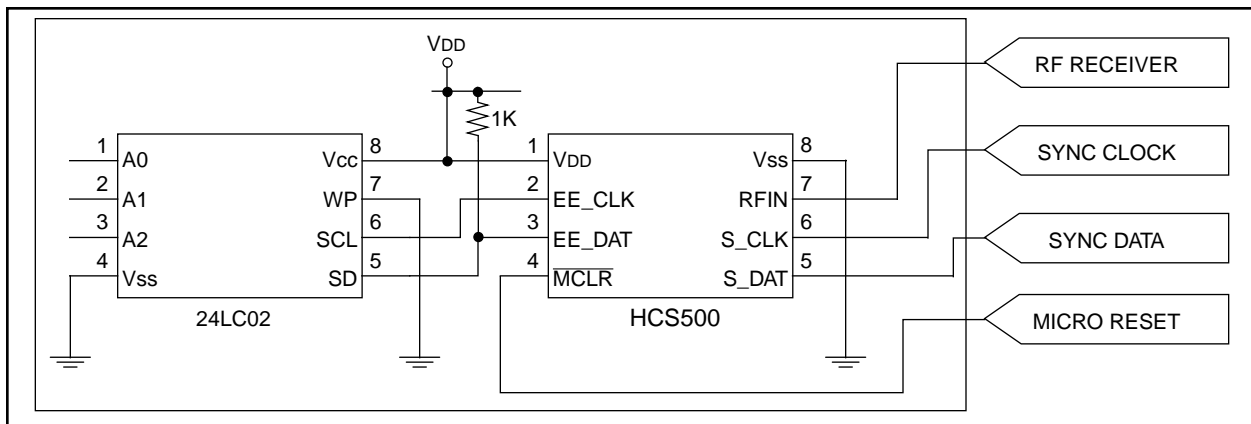 VDD
1K
1 A0
2 A1
3 A2
4 Vss
8 Vcc
7 WP
6 SCL
5 SD
24LC02
1 VDD
2 EE_CLK
3 EE_DAT
4 MCLR
8 Vss
7 RFIN
6 S_CLK
5 S_DAT
HCS500
RF RECEIVER
SYNC CLOCK
SYNC DATA
MICRO RESET